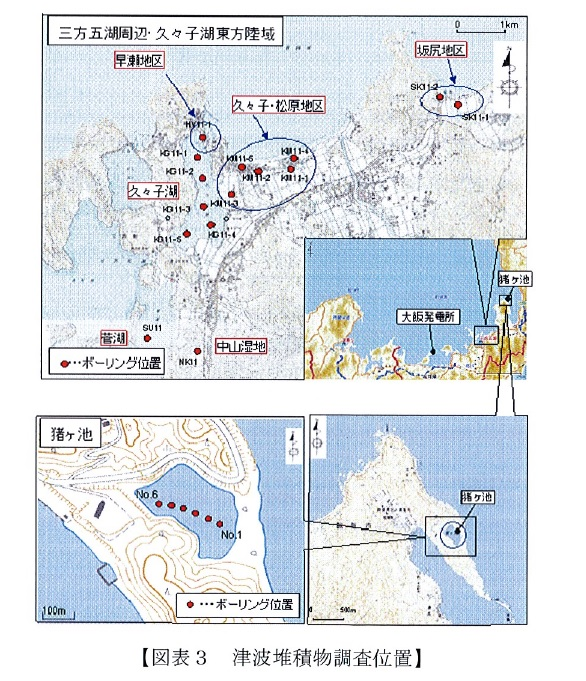 三方五湖周辺・久々子湖東方陸域
0 1km
早瀬地区
坂尻地区
久々子・松原地区
SK11-2
SK11-1
HY11-1
KG11-1
KM11-5
KM11-4
KG11-2
KM11-2
KM11-1
久々子湖
KM11-3
KG11-3
KG11-4
KG11-5
SU11
菅湖
中山湿地
NK11
●…ボーリング位置
猪ヶ池
大飯発電所
猪ヶ池
No.6
No.1
100m
●…ボーリング位置
猪ヶ池
0 500m
【図表3 津波堆積物調査位置】